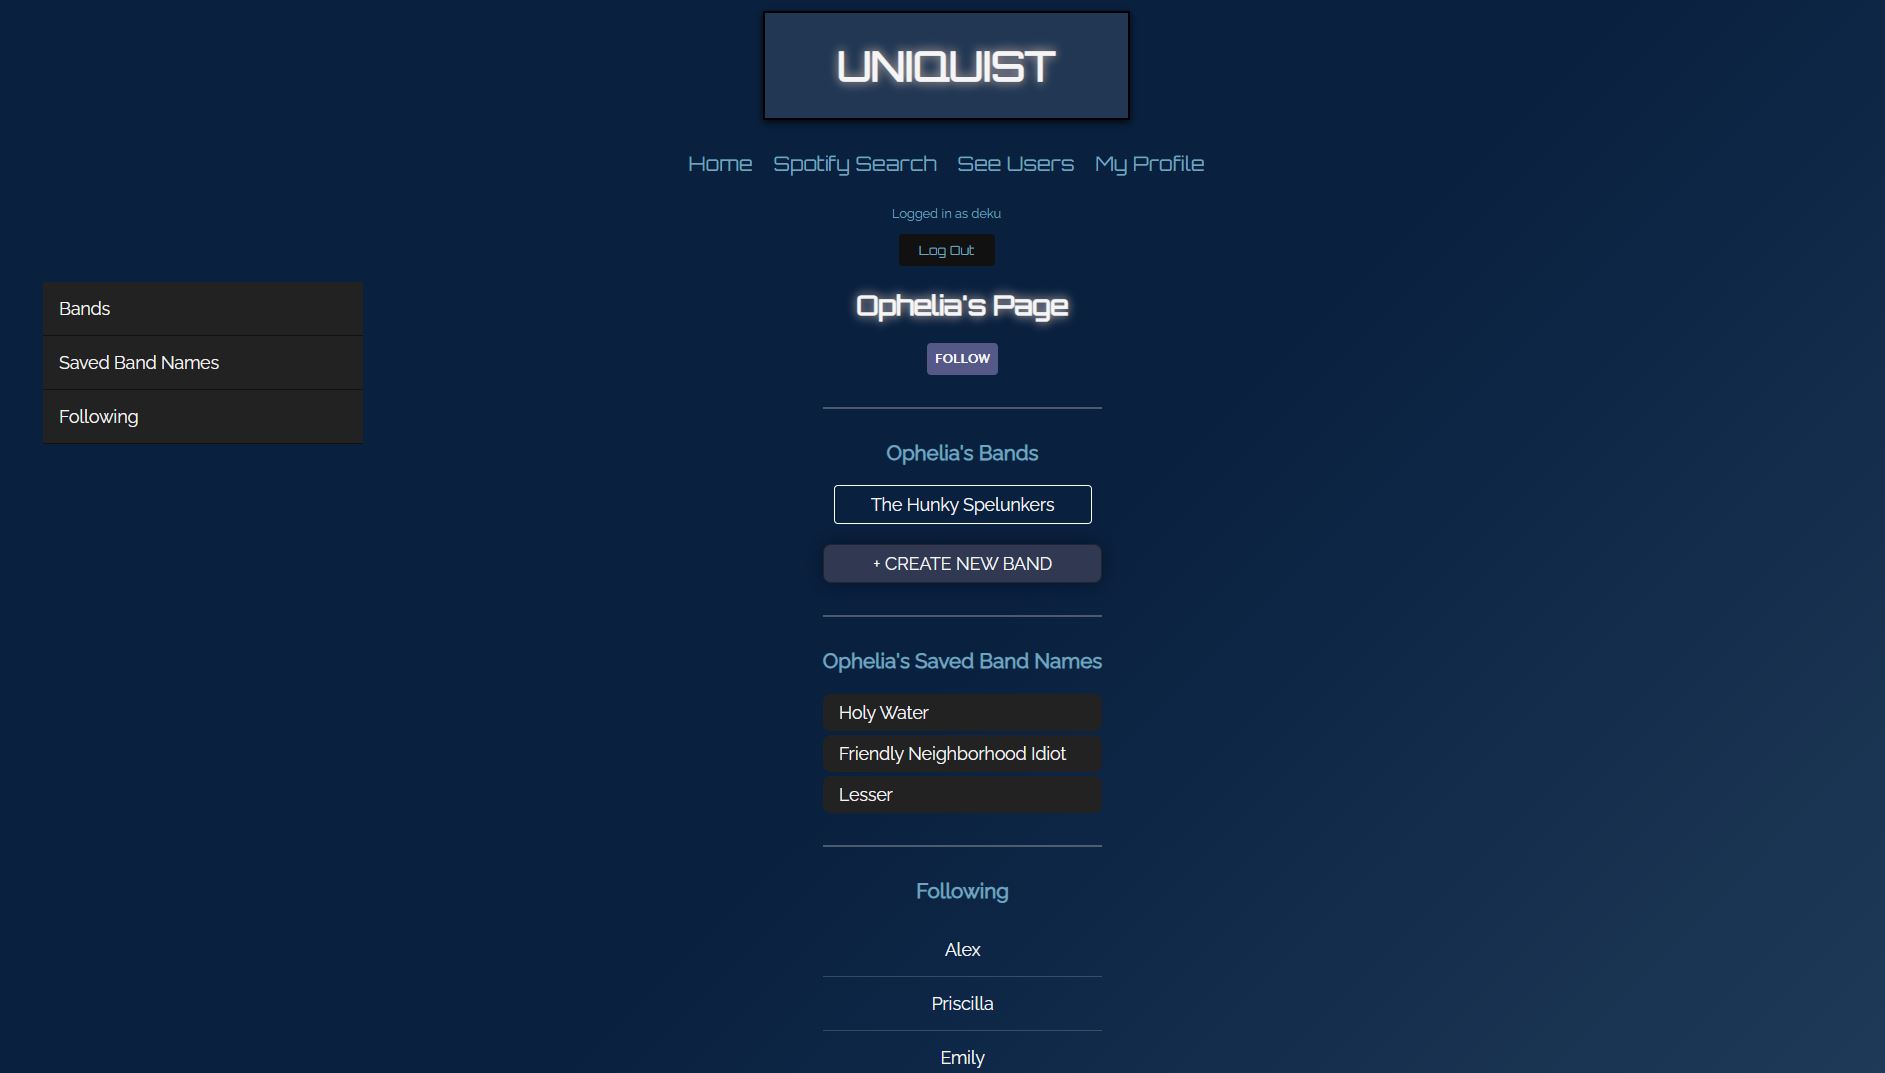 UNIQUIST
Home Spotify Search See Users My Profile
Logged in as deku
Log Out
Bands
Saved Band Names
Following
Ophelia's Page
FOLLOW
Ophelia's Bands
The Hunky Spelunkers
+ CREATE NEW BAND
Ophelia's Saved Band Names
Holy Water
Friendly Neighborhood Idiot
Lesser
Following
Alex
Priscilla
Emily